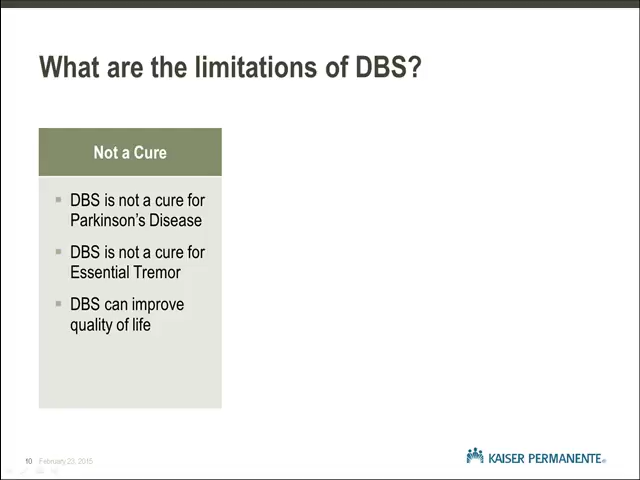 What are the limitations of DBS?
Not a Cure
▪ DBS is not a cure for
Parkinson's Disease
▪ DBS is not a cure for
Essential Tremor
▪ DBS can improve
quality of life
10 February 23, 2015
KAISER PERMANENTE®